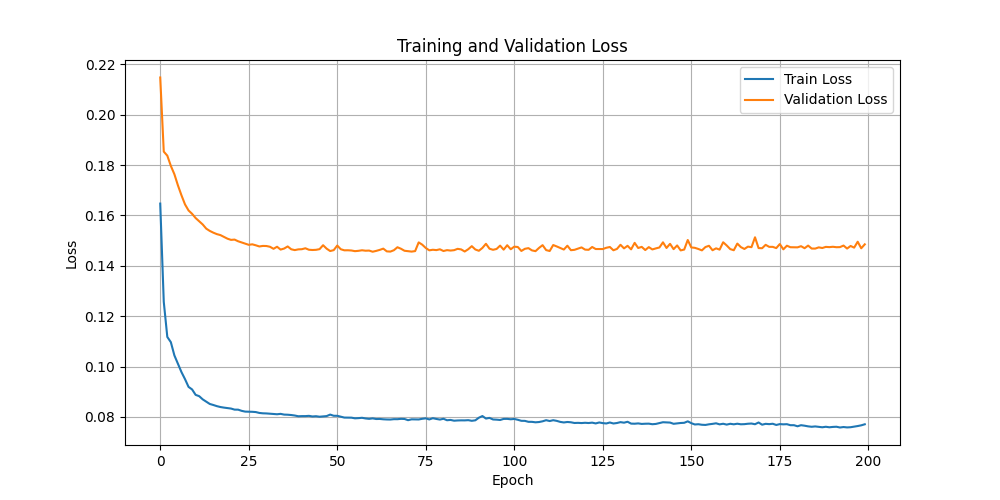 Training and Validation Loss
Train Loss
Validation Loss
0.22
0.20
0.18
0.16
0.14
0.12
0.10
0.08
Loss
0 25 50 75 100 125 150 175 200
Epoch